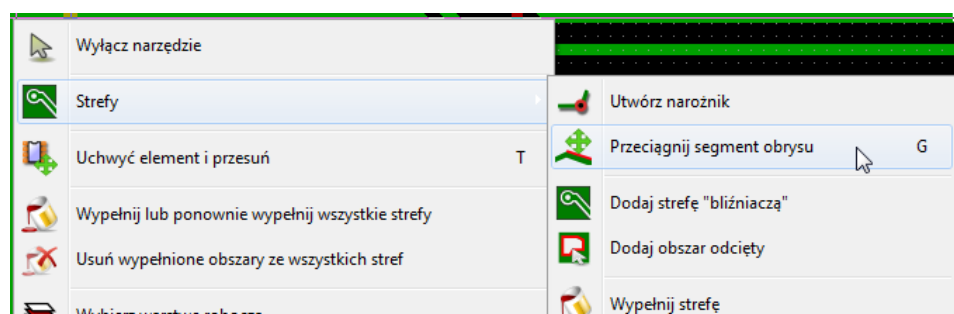 Wyłącz narzędzie
Strefy
Uchwyć element i przesuń T
Wypełnij lub ponownie wypełnij wszystkie strefy
Usuń wypełnione obszary ze wszystkich stref
Utwórz narożnik
Przeciągnij segment obrysu G
Dodaj strefę "bliźniaczą"
Dodaj obszar odcięty
Wypełnij strefę